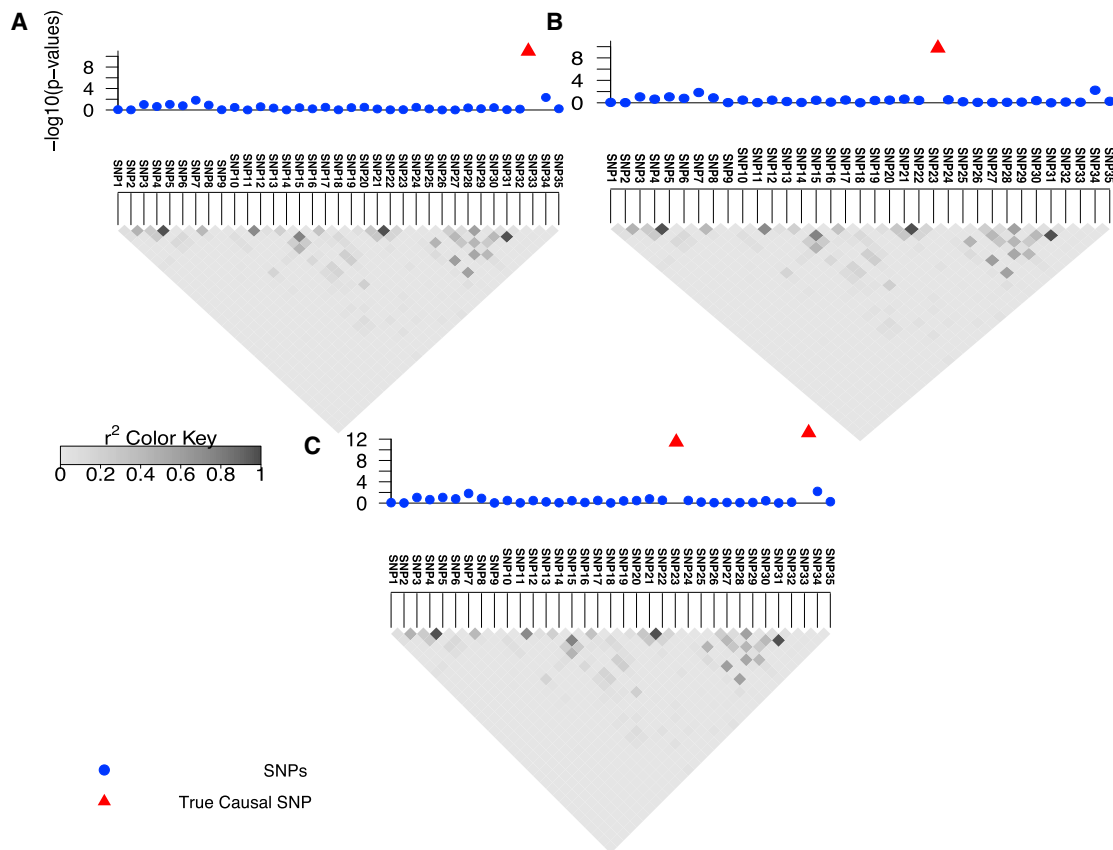 A
−log10(p−values)
8
4
0
SNP1 SNP2 SNP3 SNP4 SNP5 SNP6 SNP7 SNP8 SNP9 SNP10 SNP11 SNP12 SNP13 SNP14 SNP15 SNP16 SNP17 SNP18 SNP19 SNP20 SNP21 SNP22 SNP23 SNP24 SNP25 SNP26 SNP27 SNP28 SNP29 SNP30 SNP31 SNP32 SNP33 SNP34 SNP35
B
8
4
0
SNP1 SNP2 SNP3 SNP4 SNP5 SNP6 SNP7 SNP8 SNP9 SNP10 SNP11 SNP12 SNP13 SNP14 SNP15 SNP16 SNP17 SNP18 SNP19 SNP20 SNP21 SNP22 SNP23 SNP24 SNP25 SNP26 SNP27 SNP28 SNP29 SNP30 SNP31 SNP32 SNP33 SNP34 SNP35
r² Color Key
0 0.2 0.4 0.6 0.8 1
C
12
8
4
0
SNP1 SNP2 SNP3 SNP4 SNP5 SNP6 SNP7 SNP8 SNP9 SNP10 SNP11 SNP12 SNP13 SNP14 SNP15 SNP16 SNP17 SNP18 SNP19 SNP20 SNP21 SNP22 SNP23 SNP24 SNP25 SNP26 SNP27 SNP28 SNP29 SNP30 SNP31 SNP32 SNP33 SNP34 SNP35
SNPs
True Causal SNP